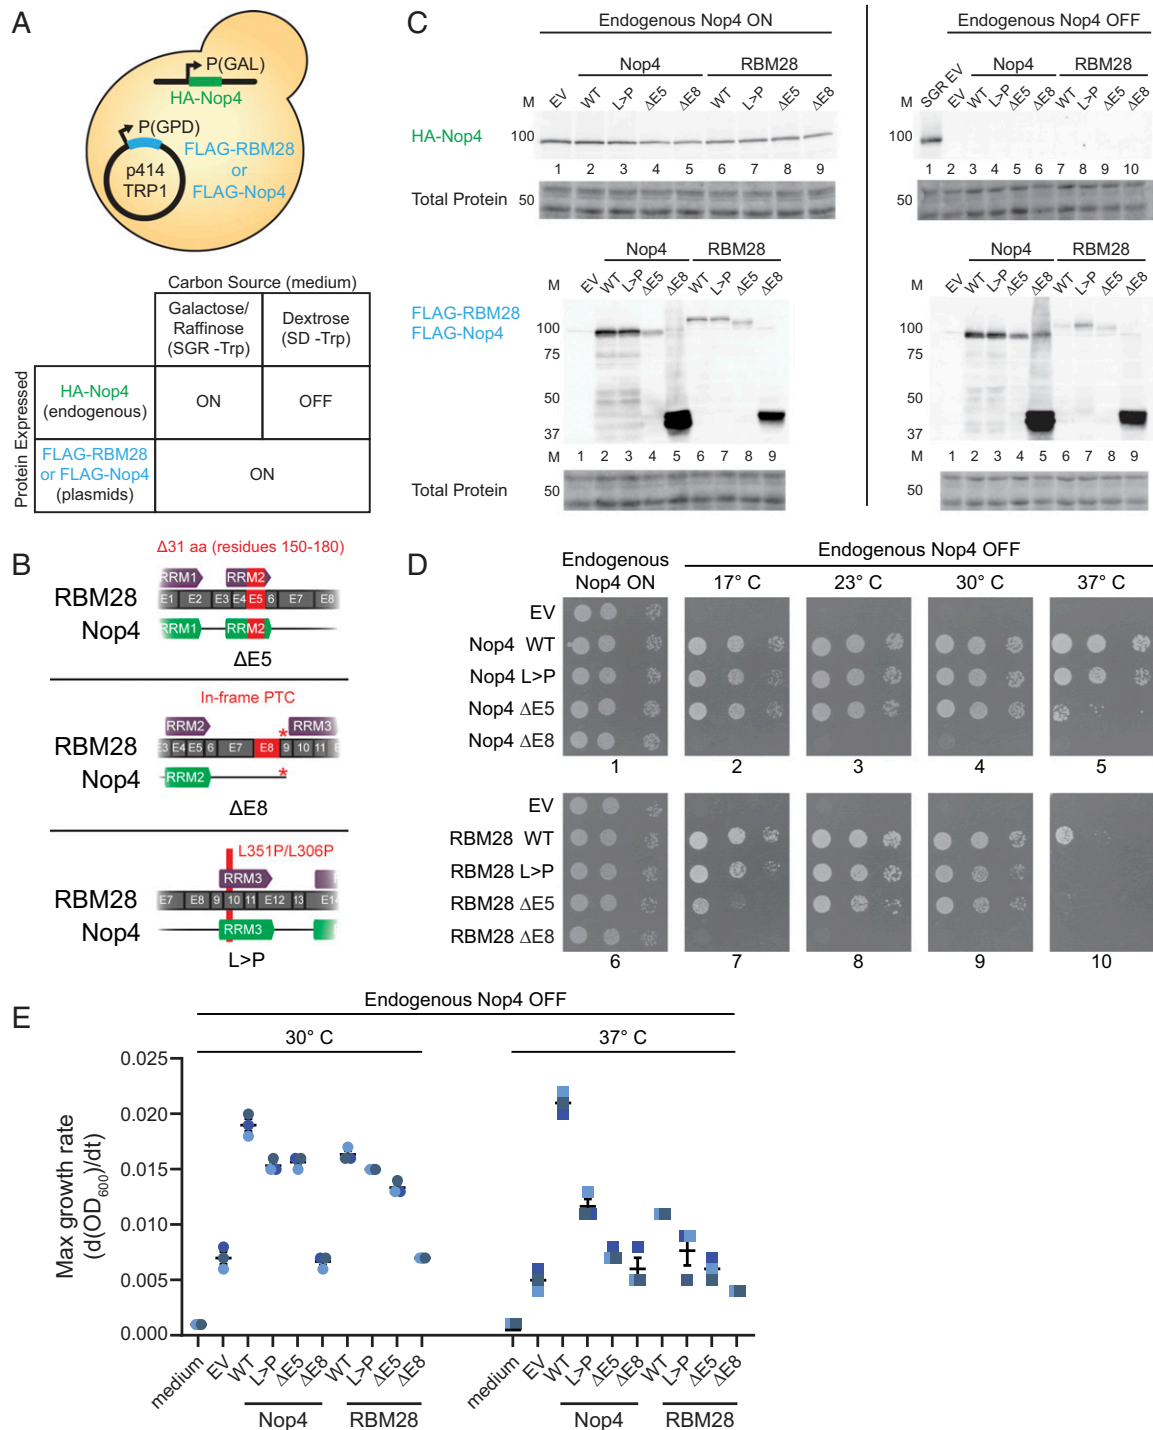 A
P(GAL)
HA-Nop4
P(GPD)
FLAG-RBM28
or
FLAG-Nop4
p414
TRP1
Carbon Source (medium)
Galactose/
Raffinose
(SGR -Trp)
Dextrose
(SD -Trp)
Protein Expressed
HA-Nop4
(endogenous)
ON
OFF
FLAG-RBM28
or FLAG-Nop4
(plasmids)
ON
B
Δ31 aa (residues 150-180)
RRM1 RRM2
RBM28
E1 E2 E3 E4 E5 6 E7 E8
Nop4
RRM1 RRM2
ΔE5
In-frame PTC
*
RRM2 RRM3
RBM28
E3 E4 E5 6 E7 E8 9 10 11
Nop4
RRM2
*
ΔE8
L351P/L306P
RRM3
RBM28
E7 E8 9 10 11 E12 13 E14
Nop4
RRM3
L>P
C
Endogenous Nop4 ON
Nop4 RBM28
M EV WT L>P ΔE5 ΔE8 WT L>P ΔE5 ΔE8
HA-Nop4 100
1 2 3 4 5 6 7 8 9
Total Protein 50
Nop4 RBM28
M EV WT L>P ΔE5 ΔE8 WT L>P ΔE5 ΔE8
FLAG-RBM28
FLAG-Nop4
100
75
50
37
M 1 2 3 4 5 6 7 8 9
Total Protein 50
Endogenous Nop4 OFF
Nop4 RBM28
M SGR EV EV WT L>P ΔE5 ΔE8 WT L>P ΔE5 ΔE8
100
1 2 3 4 5 6 7 8 9 10
50
Nop4 RBM28
M EV WT L>P ΔE5 ΔE8 WT L>P ΔE5 ΔE8
100
75
50
37
M 1 2 3 4 5 6 7 8 9
50
D
Endogenous
Nop4 ON
Endogenous Nop4 OFF
17° C 23° C 30° C 37° C
EV
Nop4 WT
Nop4 L>P
Nop4 ΔE5
Nop4 ΔE8
1 2 3 4 5
EV
RBM28 WT
RBM28 L>P
RBM28 ΔE5
RBM28 ΔE8
6 7 8 9 10
E
Endogenous Nop4 OFF
30° C 37° C
Max growth rate
(d(OD600)/dt)
0.025
0.020
0.015
0.010
0.005
0.000
medium EV WT L>P ΔE5 ΔE8 WT L>P ΔE5 ΔE8 medium EV WT L>P ΔE5 ΔE8 WT L>P ΔE5 ΔE8
Nop4 RBM28 Nop4 RBM28